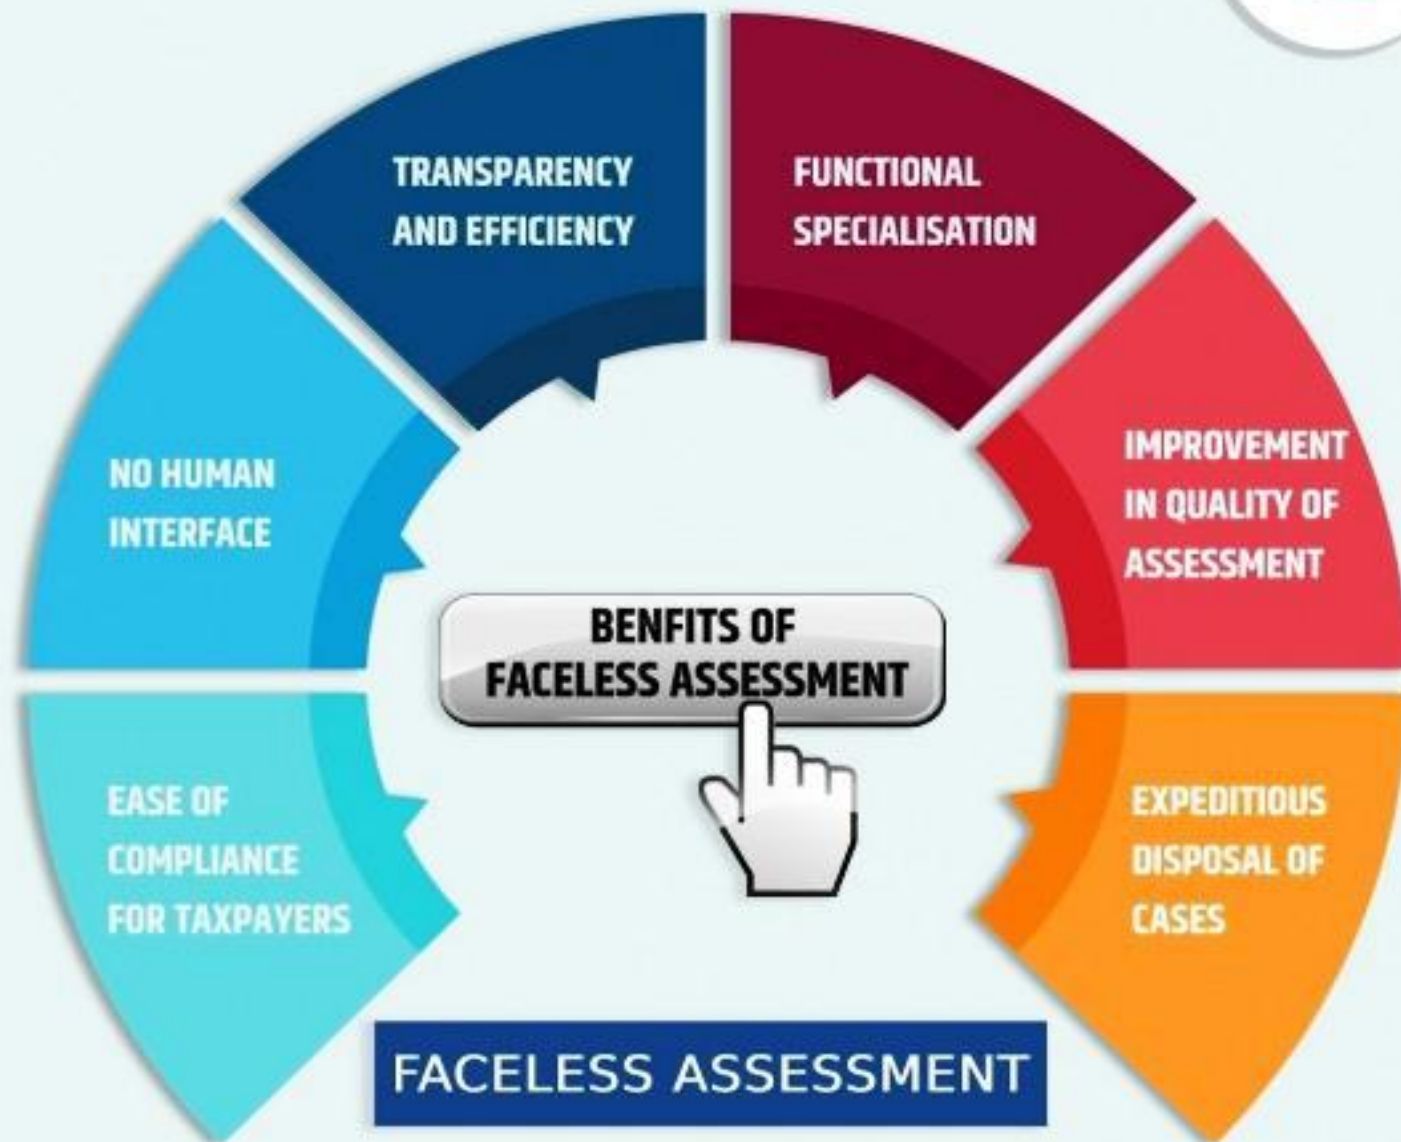 TRANSPARENCY
AND EFFICIENCY
FUNCTIONAL
SPECIALISATION
NO HUMAN
INTERFACE
IMPROVEMENT
IN QUALITY OF
ASSESSMENT
BENFITS OF
FACELESS ASSESSMENT
EASE OF
COMPLIANCE
FOR TAXPAYERS
EXPEDITIOUS
DISPOSAL OF
CASES
FACELESS ASSESSMENT